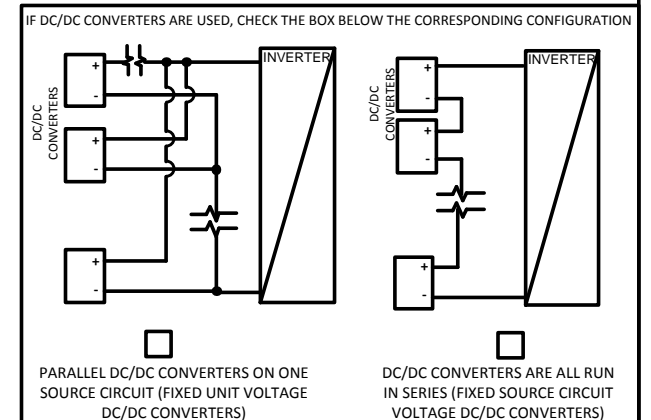 IF DC/DC CONVERTERS ARE USED, CHECK THE BOX BELOW THE CORRESPONDING CONFIGURATION
DC/DC
CONVERTERS
+
-
+
-
+
-
INVERTER
PARALLEL DC/DC CONVERTERS ON ONE
SOURCE CIRCUIT (FIXED UNIT VOLTAGE
DC/DC CONVERTERS)
DC/DC
CONVERTERS
+
-
+
-
+
-
INVERTER
DC/DC CONVERTERS ARE ALL RUN
IN SERIES (FIXED SOURCE CIRCUIT
VOLTAGE DC/DC CONVERTERS)